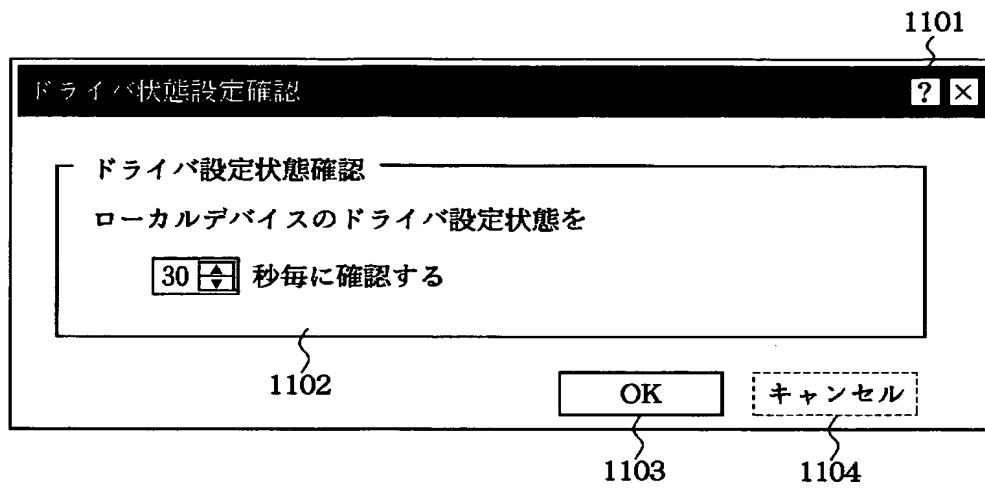 1101
ドライバ状態設定確認 ? ×
ドライバ設定状態確認
ローカルデバイスのドライバ設定状態を
30 秒毎に確認する
1102
OK キャンセル
1103 1104